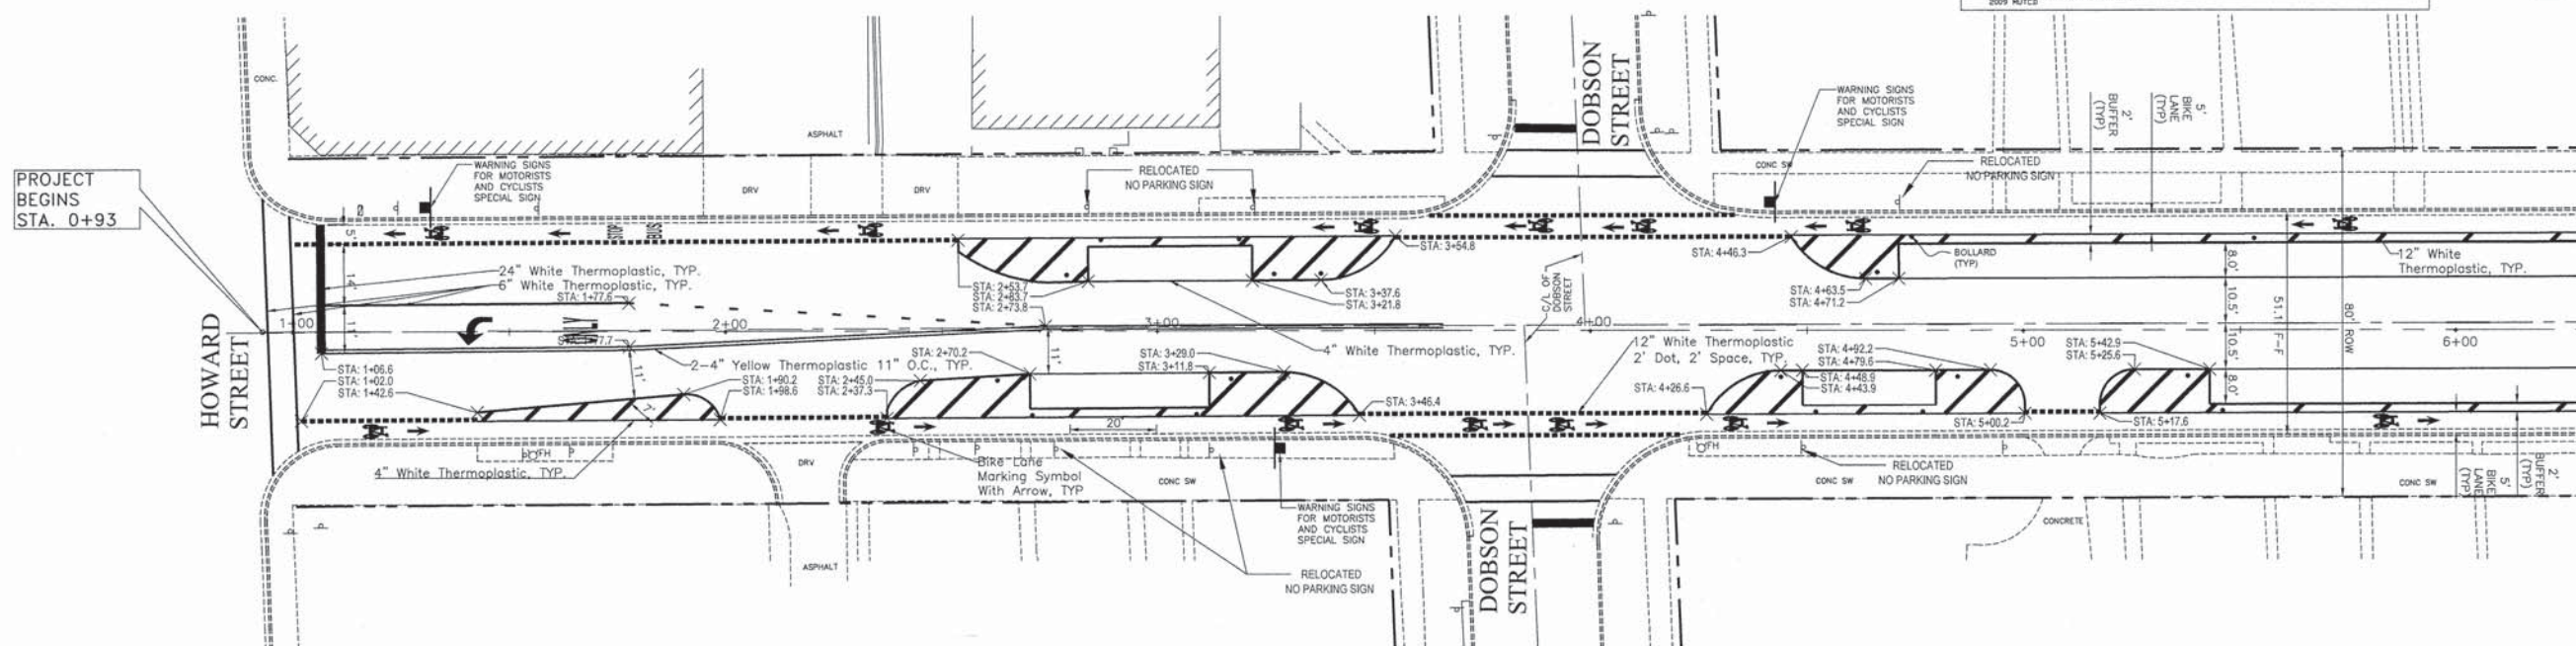 2009 MUTCD
PROJECT
BEGINS
STA. 0+93
HOWARD
STREET
CONC.
WARNING SIGNS
FOR MOTORISTS
AND CYCLISTS
SPECIAL SIGN
ASPHALT
DRV
DRV
RELOCATED
NO PARKING SIGN
DOBSON
STREET
WARNING SIGNS
FOR MOTORISTS
AND CYCLISTS
SPECIAL SIGN
CONC SW
RELOCATED
NO PARKING SIGN
2'
BUFFER
(TYP)
5'
BIKE
LANE
(TYP)
5'
STOP
BUS
14'
24" White Thermoplastic, TYP.
6" White Thermoplastic, TYP.
STA: 1+77.6
1+00
11'
2+00
STA: 2+53.7
STA: 2+83.7
STA: 2+73.8
3+00
STA: 3+54.8
STA: 3+37.6
STA: 3+21.8
C/L OF
DOBSON
STREET
4+00
STA: 4+46.3
STA: 4+63.5
STA: 4+71.2
BOLLARD
(TYP)
12" White
Thermoplastic, TYP.
8.0'
10.5'
51.1' F-F
80' ROW
5+00
6+00
10.5'
8.0'
2-4" Yellow Thermoplastic 11" O.C., TYP.
4" White Thermoplastic, TYP.
12" White Thermoplastic
2' Dot, 2' Space, TYP.
STA: 1+06.6
STA: 1+02.0
STA: 1+42.6
11'
7'
STA: 1+90.2
STA: 1+98.6
STA: 2+45.0
STA: 2+37.3
STA: 2+70.2
11'
STA: 3+29.0
STA: 3+11.8
STA: 3+46.4
STA: 4+26.6
STA: 4+92.2
STA: 4+79.6
STA: 4+48.9
STA: 4+43.9
STA: 5+42.9
STA: 5+25.6
STA: 5+00.2
STA: 5+17.6
20'
FH
4" White Thermoplastic, TYP.
DRV
Bike Lane
Marking Symbol
With Arrow, TYP
CONC SW
WARNING SIGNS
FOR MOTORISTS
AND CYCLISTS
SPECIAL SIGN
ASPHALT
RELOCATED
NO PARKING SIGN
DOBSON
STREET
FH
CONC SW
RELOCATED
NO PARKING SIGN
CONCRETE
CONC SW
5'
BIKE
LANE
(TYP)
2'
BUFFER
(TYP)